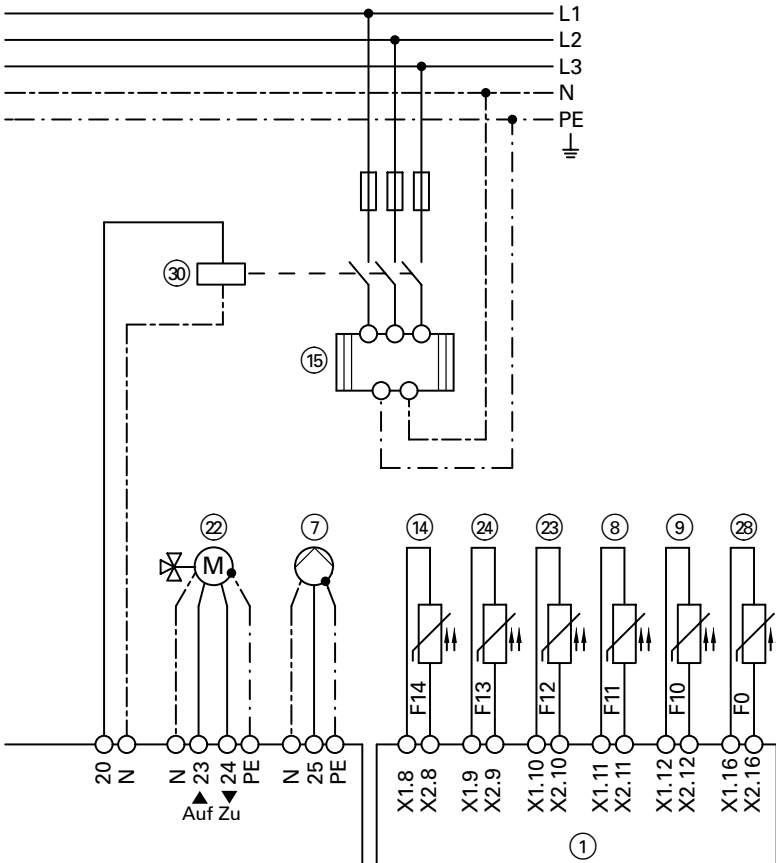 L1
L2
L3
N
PE
30
15
22
7
14
24
23
8
9
28
M
F14
F13
F12
F11
F10
F0
20
N
N
23
24
PE
N
25
PE
X1.8
X2.8
X1.9
X2.9
X1.10
X2.10
X1.11
X2.11
X1.12
X2.12
X1.16
X2.16
▲ ▼
Auf Zu
1